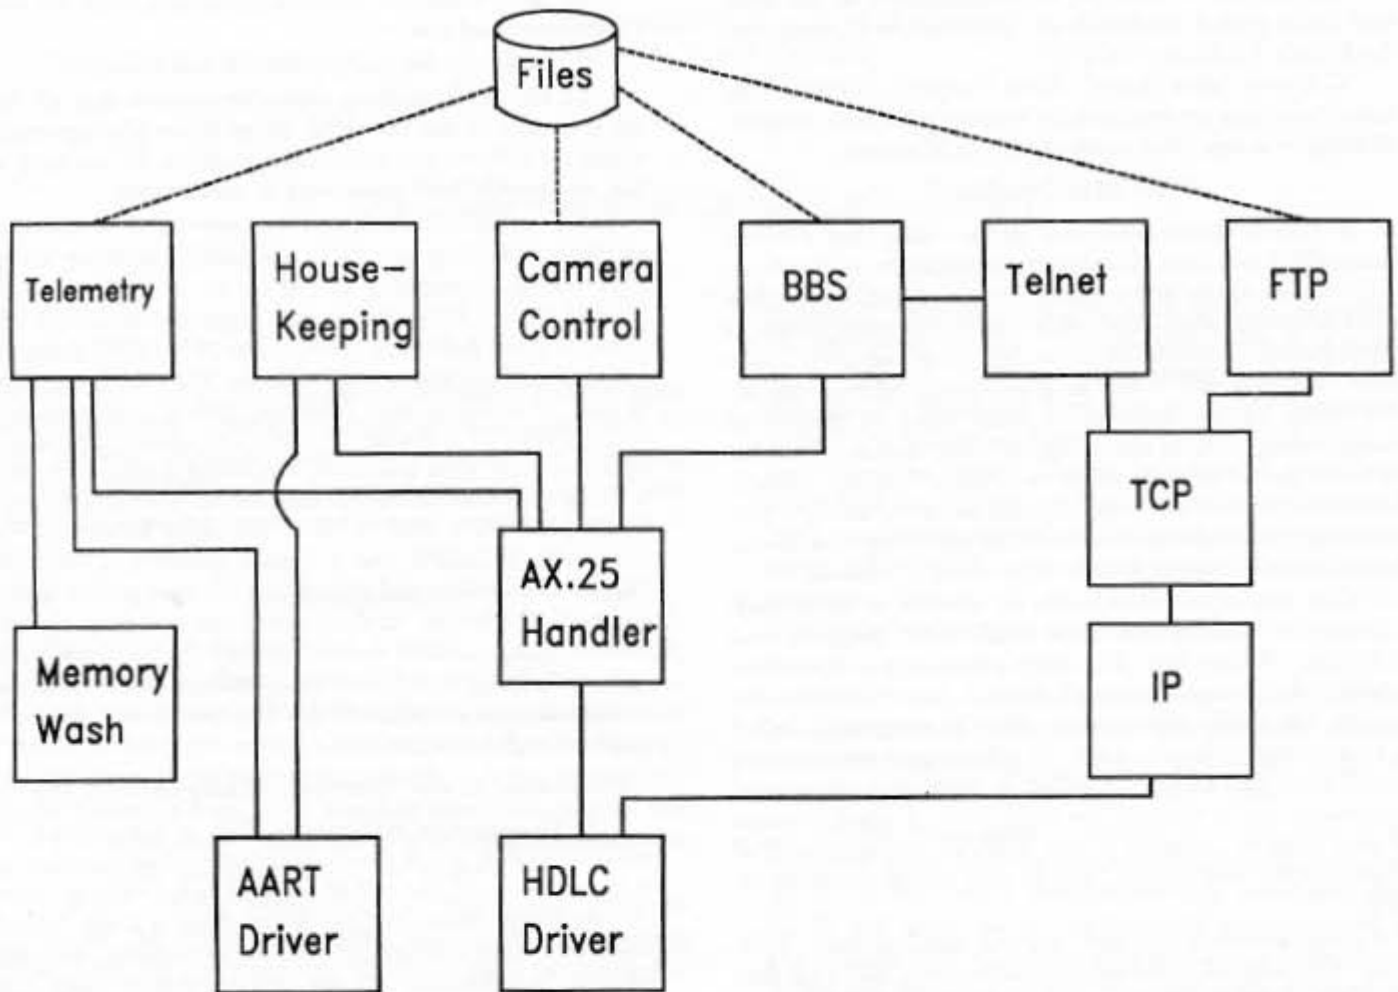 Files
Telemetry
House-
Keeping
Camera
Control
BBS
Telnet
FTP
TCP
AX.25
Handler
Memory
Wash
IP
AART
Driver
HDLC
Driver